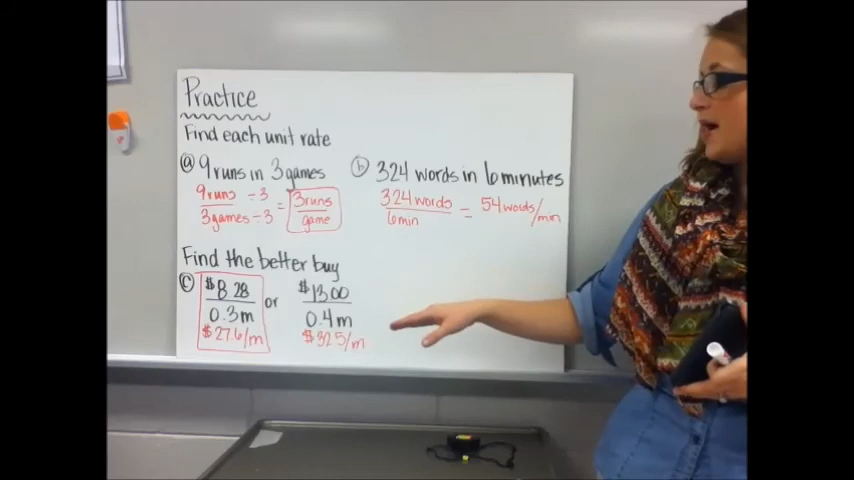 Practice
Find each unit rate
ⓐ 9 runs in 3 games
9 runs ÷ 3
3 games ÷ 3
= 3 runs
game
ⓑ 324 words in 6 minutes
324 words
6 min
= 54 words/min
Find the better buy
ⓒ $8.28
0.3m
$27.6/m
or
$13.00
0.4m
$32.5/m